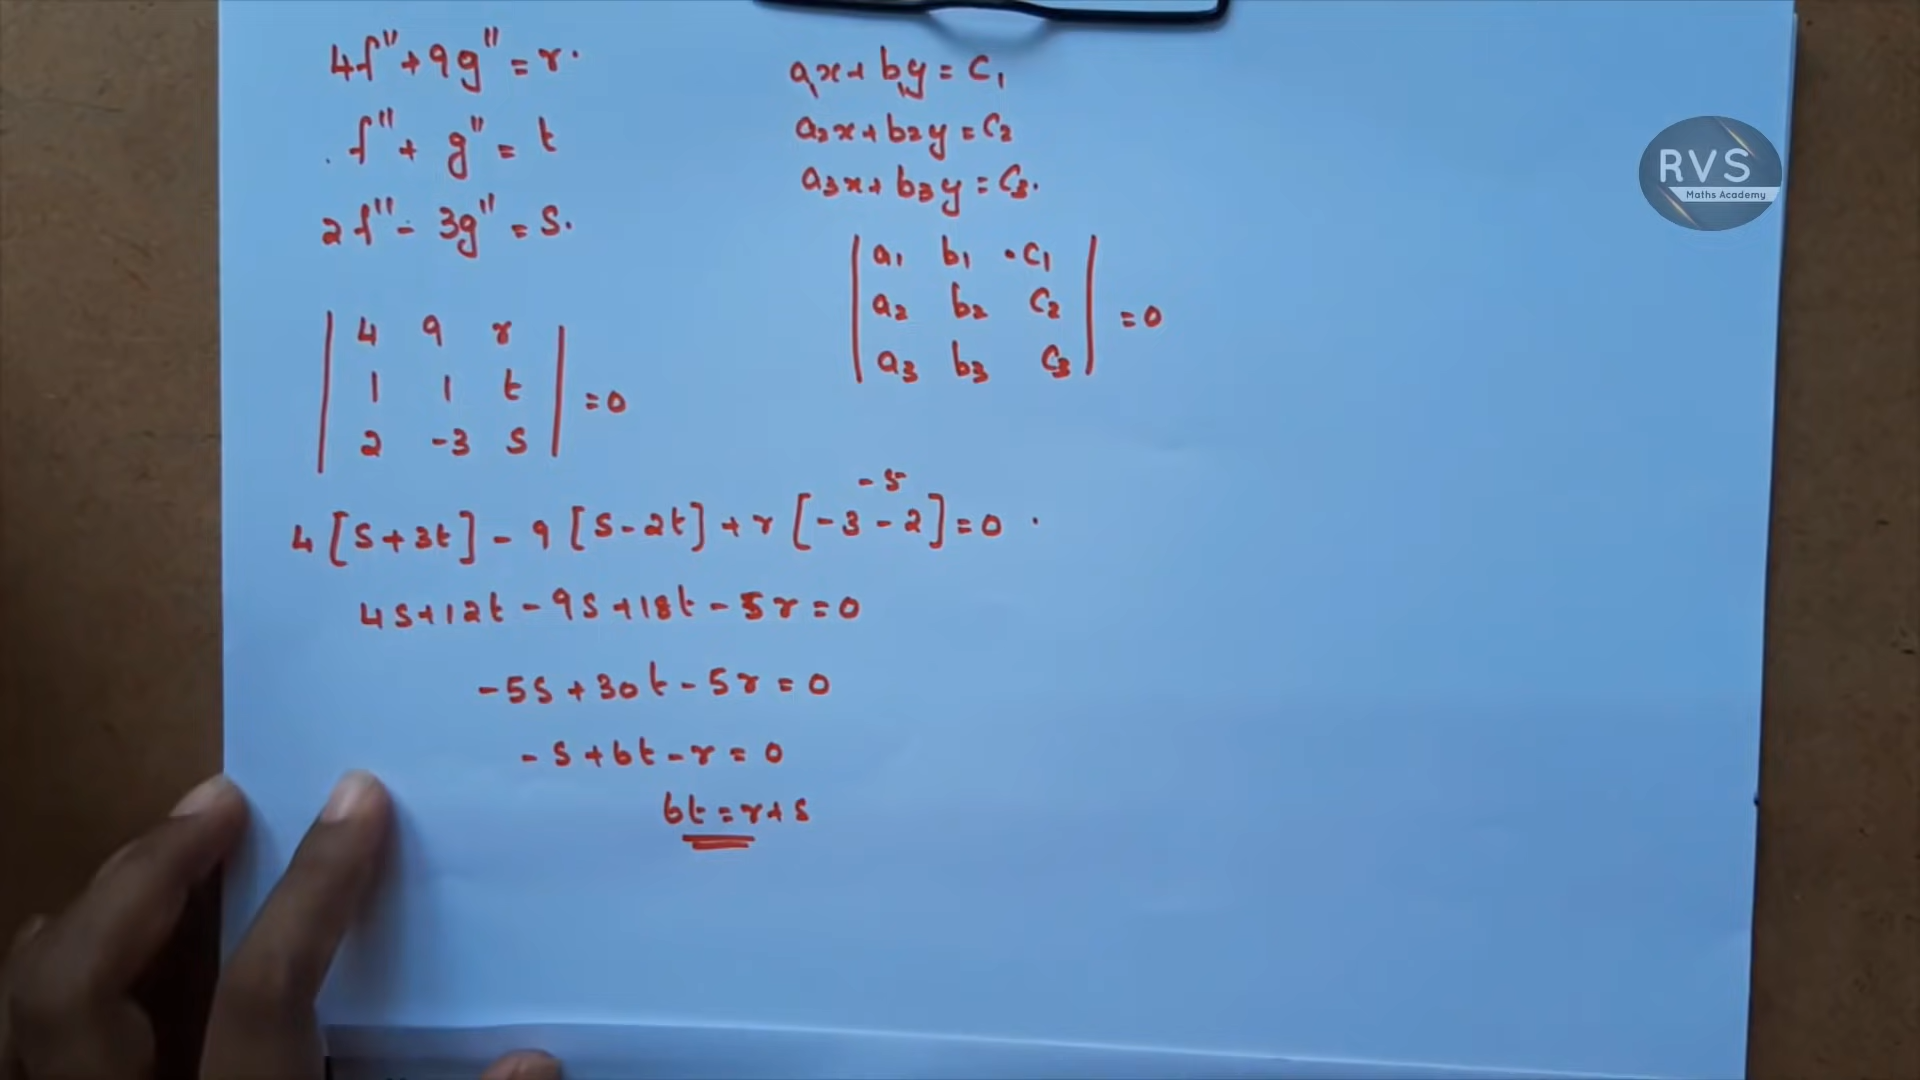 4f''+9g'' = r.
f''+ g'' = t
2f'' - 3g'' = s.
a1x + b1y = c1
a2x + b2y = c2
a3x + b3y = c3.
a1 b1 c1
a2 b2 c2 = 0
a3 b3 c3
4 9 r
1 1 t = 0
2 -3 s
-5
4[s+3t] - 9[s-2t] + r[-3-2] = 0
4s+12t - 9s+18t - 5r = 0
-5s + 30t - 5r = 0
-s + 6t - r = 0
6t = r + s
RVS
Maths Academy